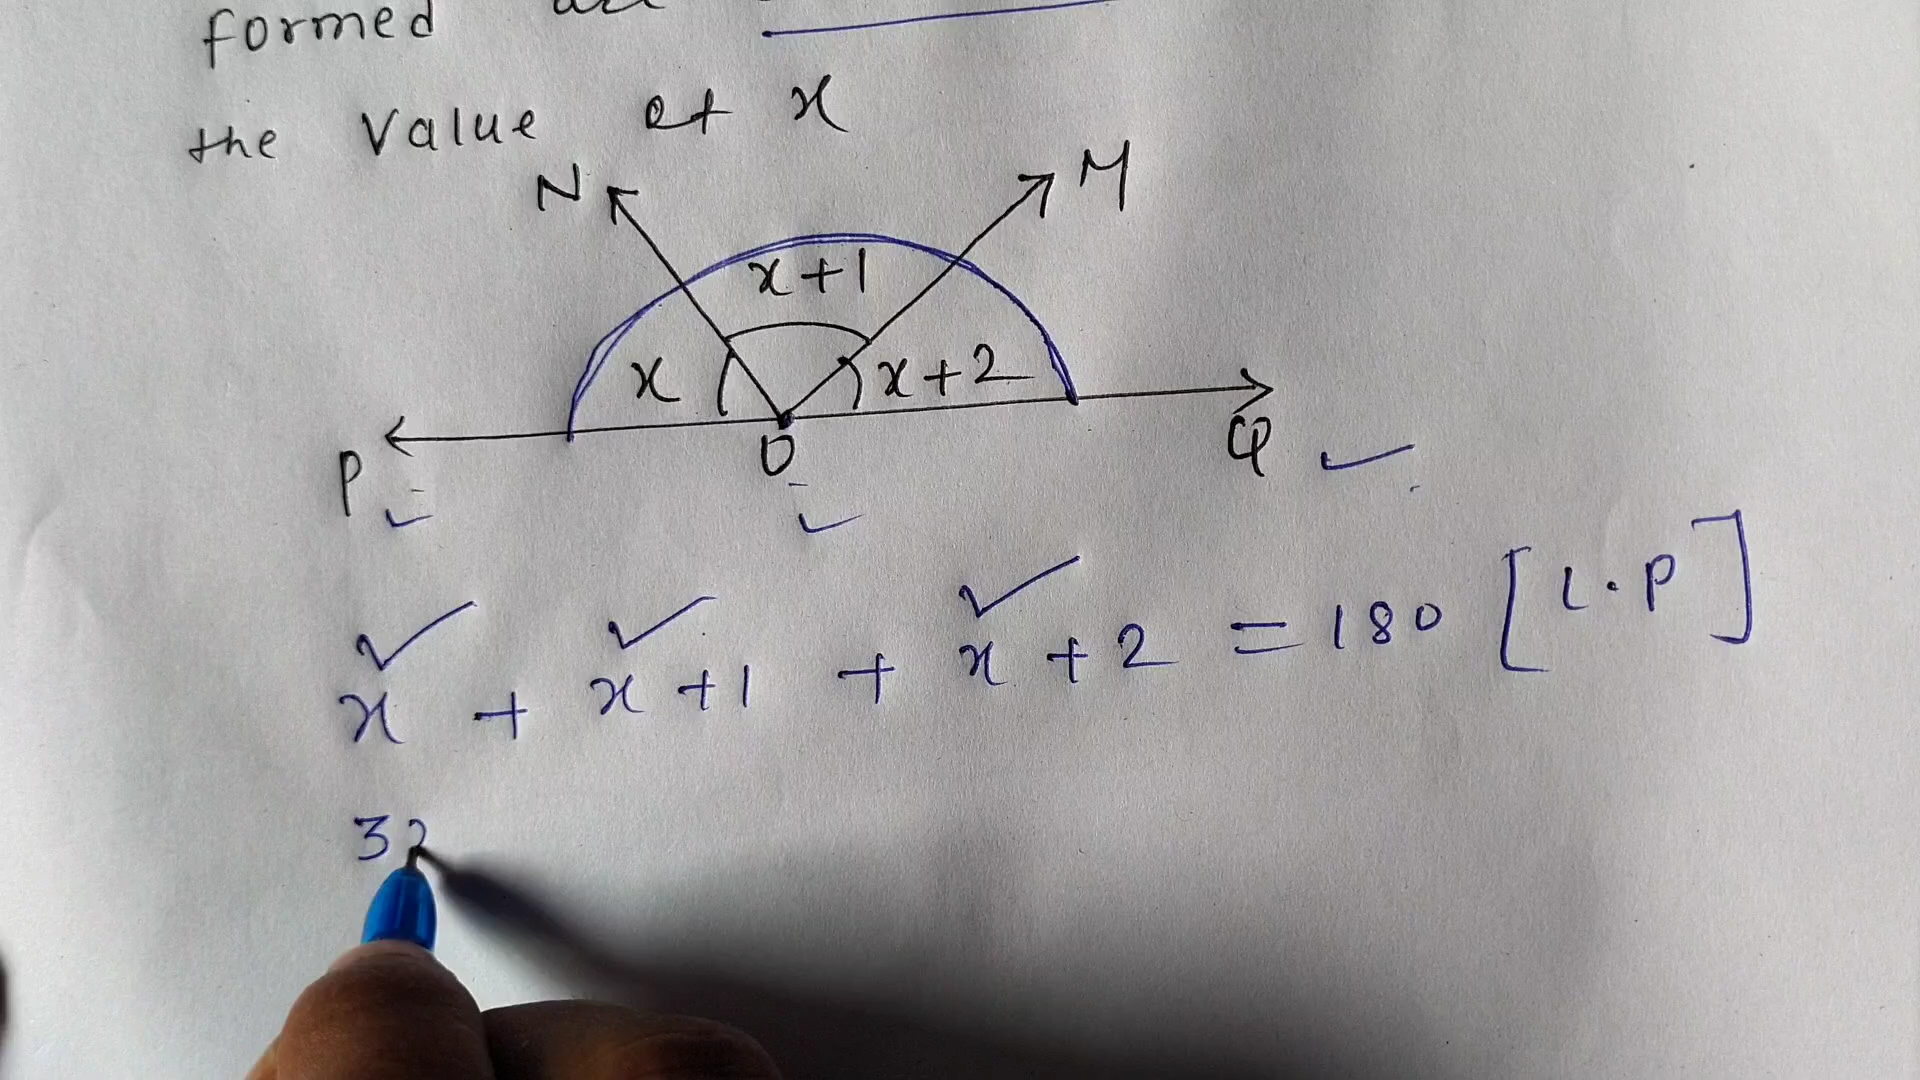 formed
the value of x
N M
x+1
x x+2
P O Q
x + x+1 + x+2 = 180 [L.P]
3